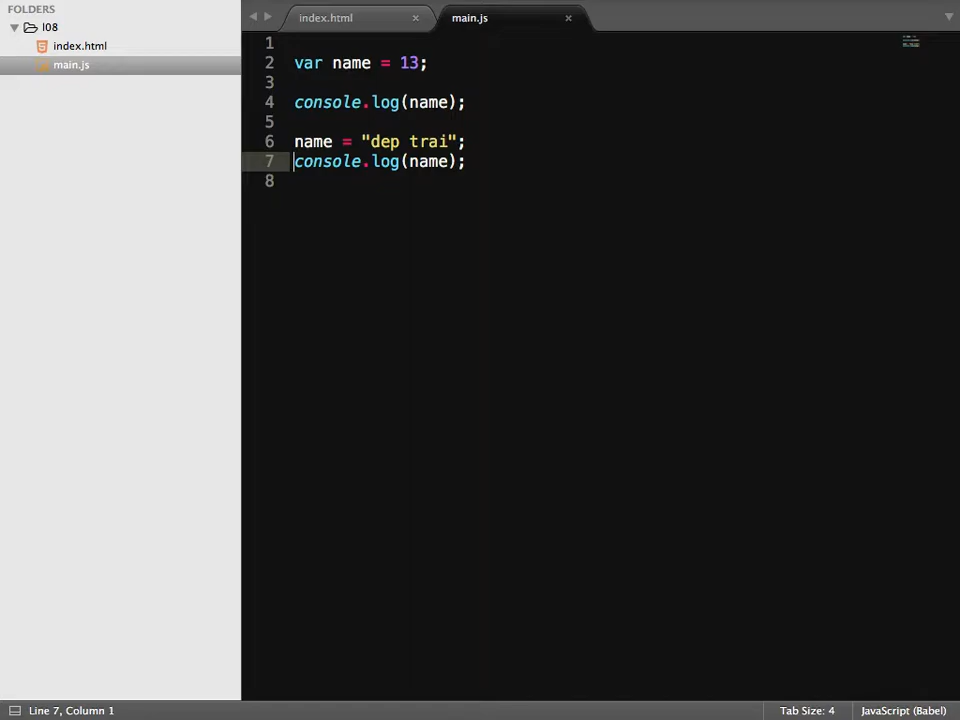 FOLDERS
l08
index.html
main.js
index.html ×
main.js ×
1
2 var name = 13;
3
4 console.log(name);
5
6 name = "dep trai";
7 console.log(name);
8
Line 7, Column 1
Tab Size: 4
JavaScript (Babel)